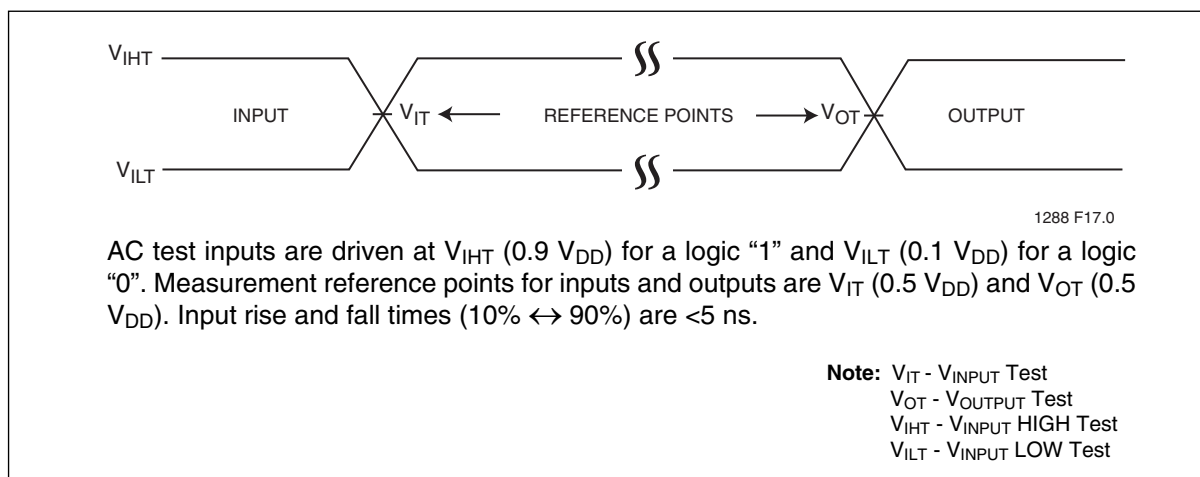 VIHT
INPUT VIT REFERENCE POINTS VOT OUTPUT
VILT
1288 F17.0
AC test inputs are driven at VIHT (0.9 VDD) for a logic “1” and VILT (0.1 VDD) for a logic
“0”. Measurement reference points for inputs and outputs are VIT (0.5 VDD) and VOT (0.5
VDD). Input rise and fall times (10% ↔ 90%) are <5 ns.
Note: VIT - VINPUT Test
VOT - VOUTPUT Test
VIHT - VINPUT HIGH Test
VILT - VINPUT LOW Test